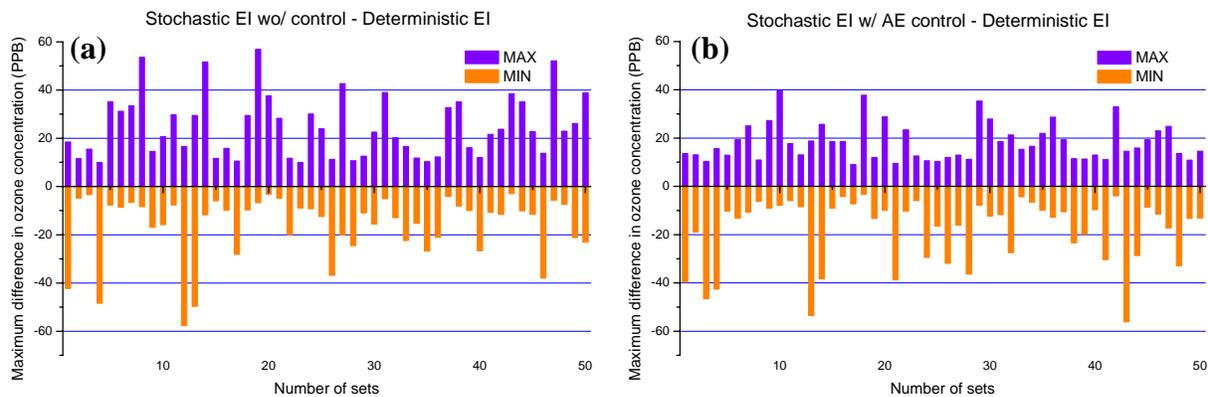 Stochastic EI wo/ control - Deterministic EI
(a)
MAX
MIN
Maximum difference in ozone concentration (PPB)
60
40
20
0
-20
-40
-60
10 20 30 40 50
Number of sets
Stochastic EI w/ AE control - Deterministic EI
(b)
MAX
MIN
Maximum difference in ozone concentration (PPB)
60
40
20
0
-20
-40
-60
10 20 30 40 50
Number of sets